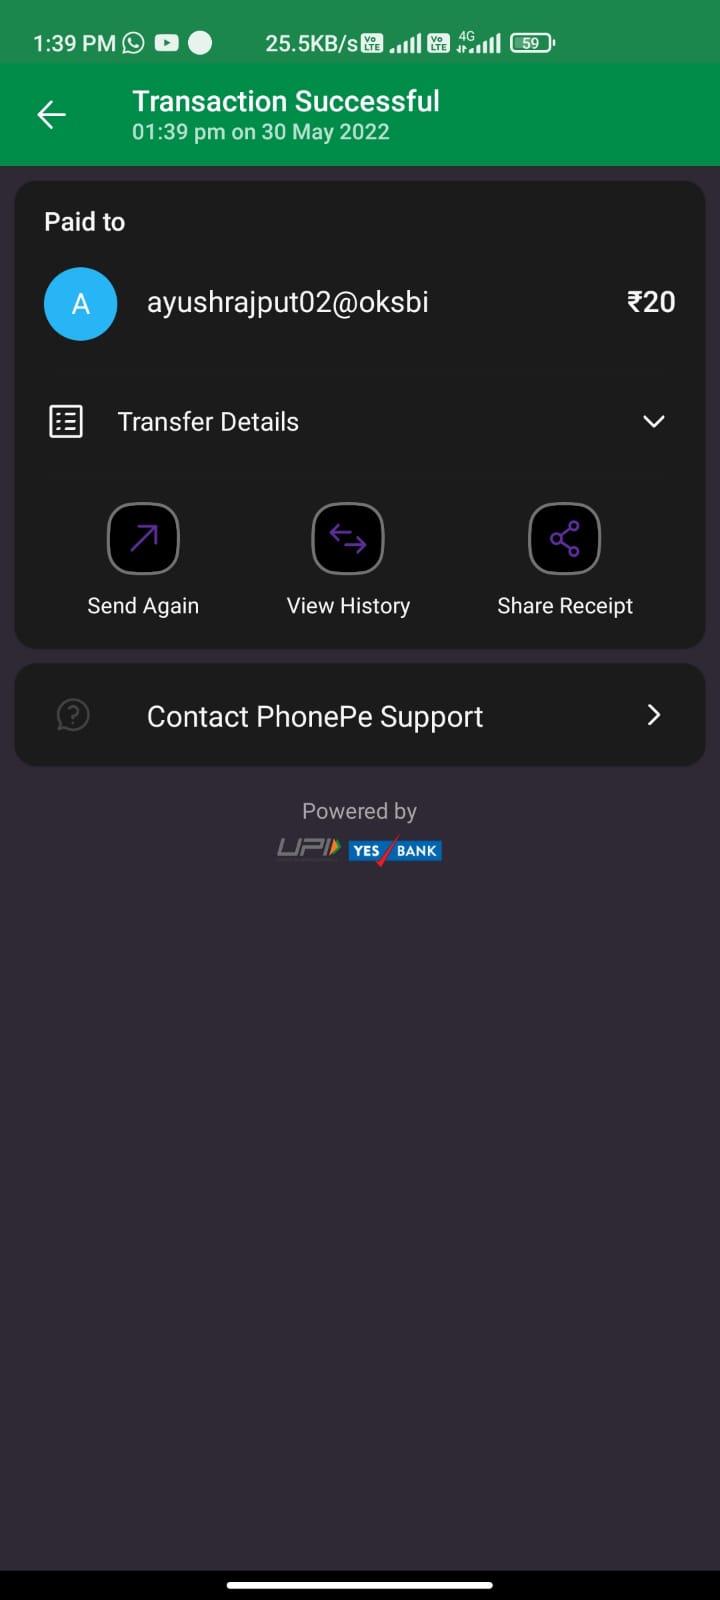 1:39 PM 25.5KB/s Vo LTE Vo LTE 4G 59
Transaction Successful
01:39 pm on 30 May 2022
Paid to
A ayushrajput02@oksbi ₹20
Transfer Details
Send Again View History Share Receipt
Contact PhonePe Support
Powered by
UPI YES BANK